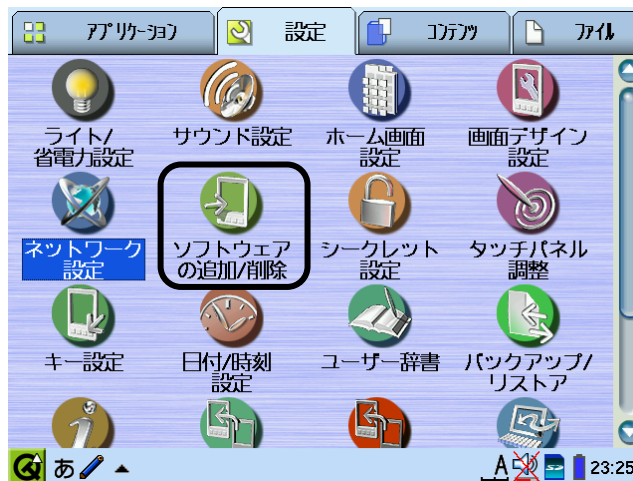 アプリケーション 設定 コンテンツ ファイル
ライト/ サウンド設定 ホーム画面 画面デザイン
省電力設定 設定 設定
ネットワーク ソフトウェア シークレット タッチパネル
設定 の追加/削除 設定 調整
キー設定 日付/時刻 ユーザー辞書 バックアップ/
設定 リストア
あ A 23:25